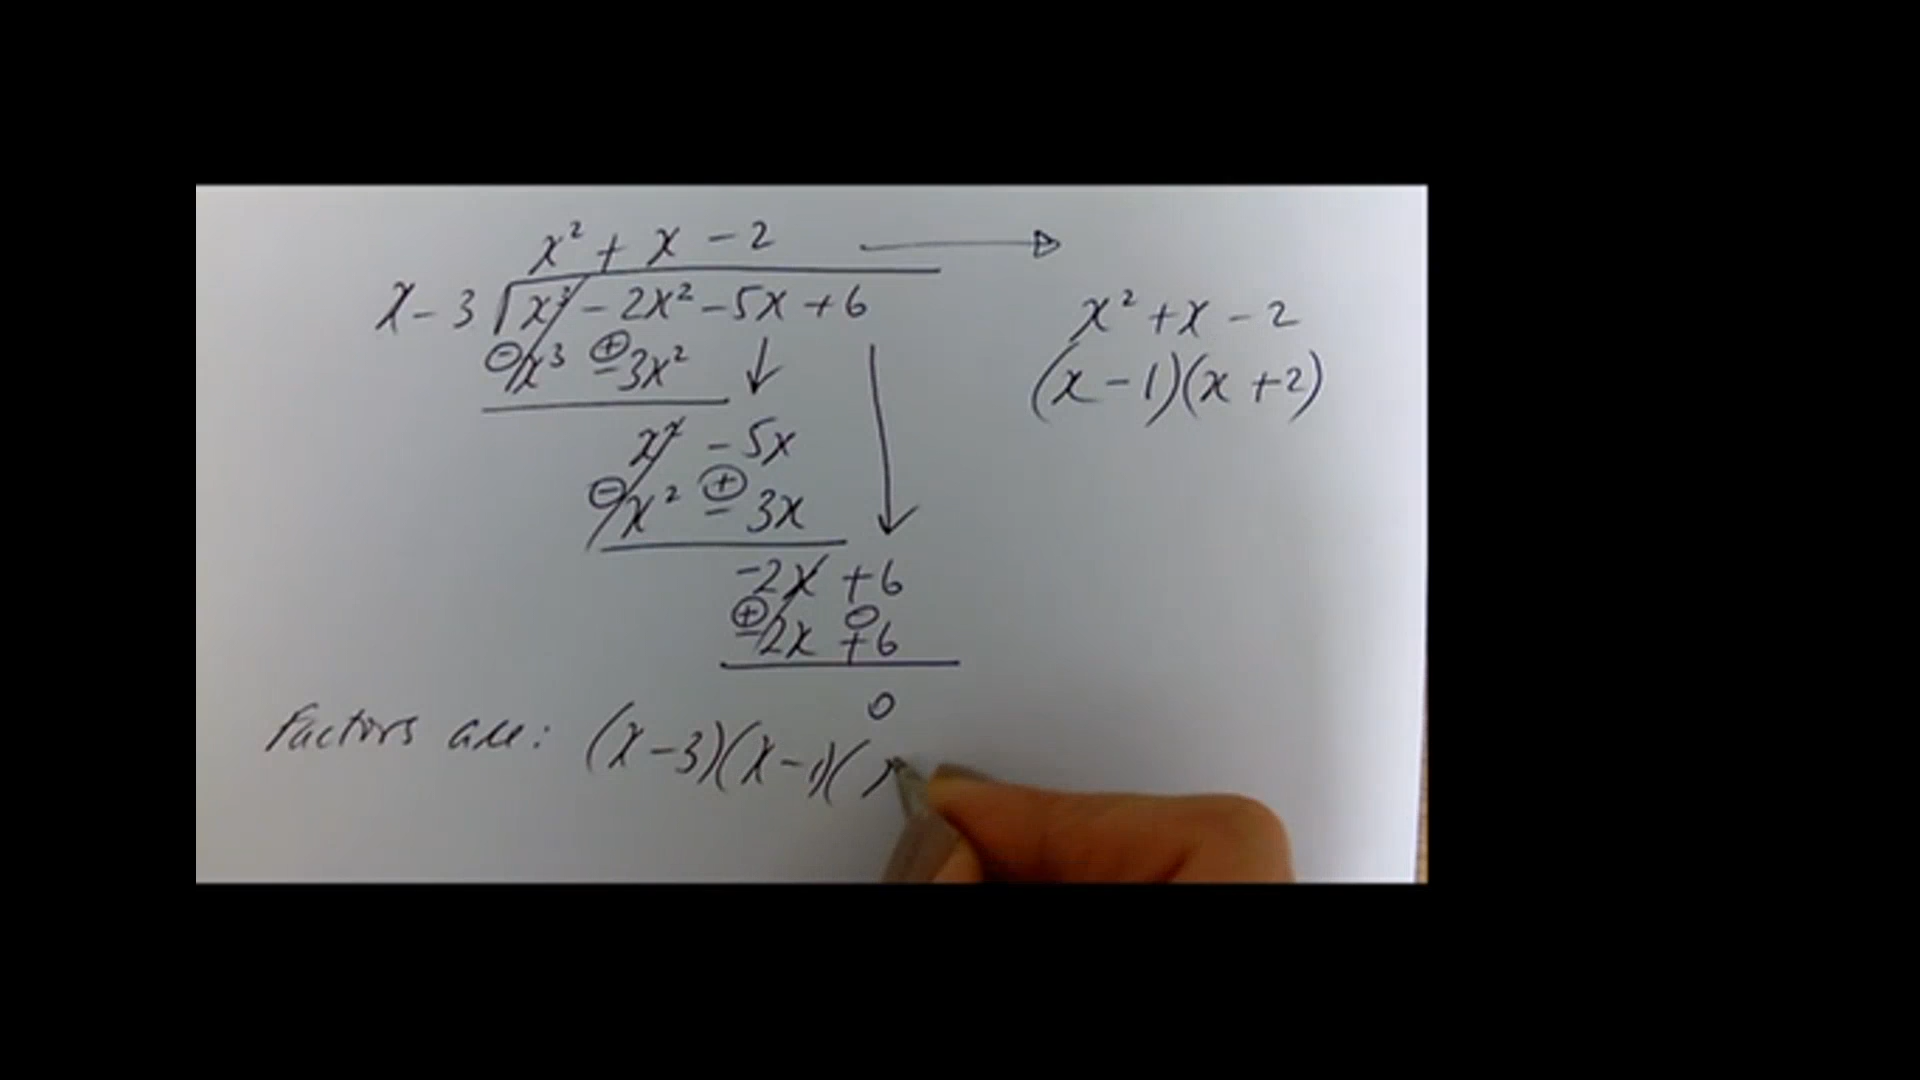 x² + x - 2
x - 3 √x³ - 2x² - 5x + 6
⊖x³ ⊕-3x²
x² - 5x
⊖x² ⊕-3x
-2x + 6
⊕-2x ⊖+6
0
x² + x - 2
(x - 1)(x + 2)
Factors are: (x - 3)(x - 1)(x